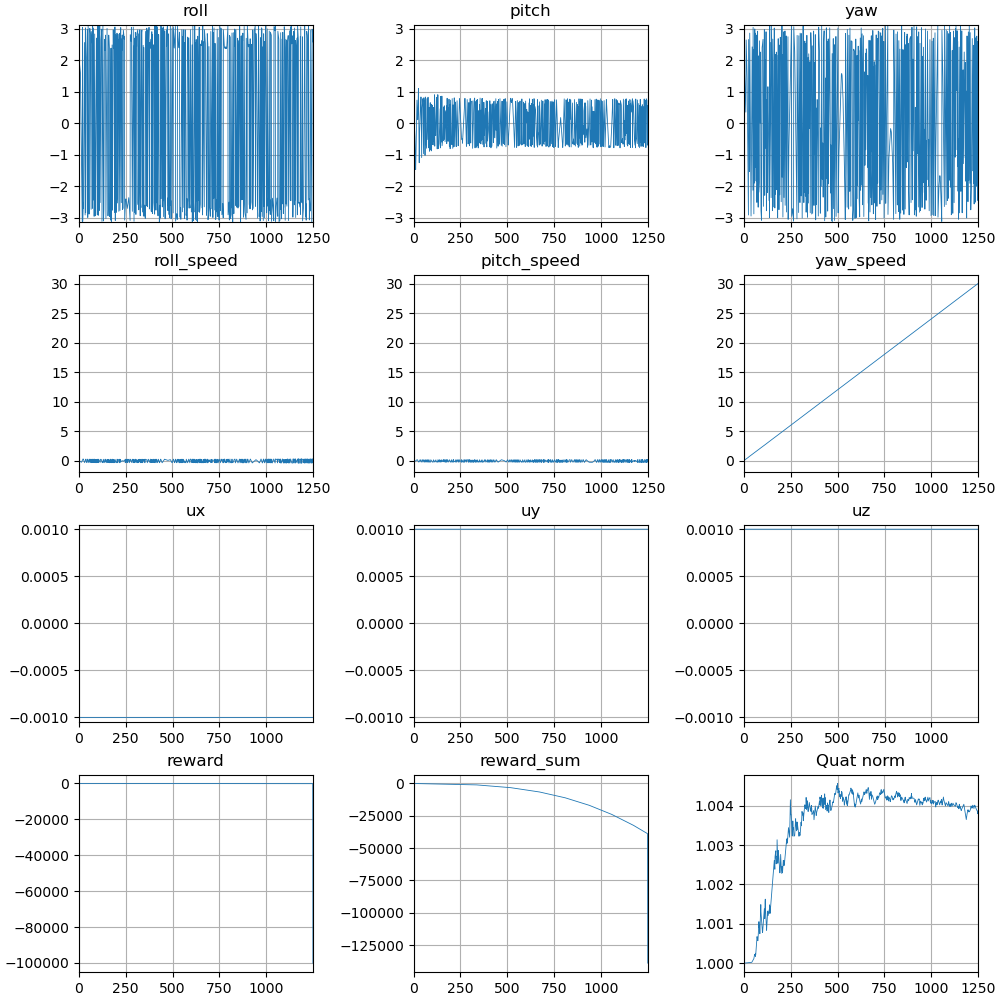 roll pitch yaw
3 3 3
2 2 2
1 1 1
0 0 0
−1 −1 −1
−2 −2 −2
−3 −3 −3
0 250 500 750 1000 1250 0 250 500 750 1000 1250 0 250 500 750 1000 1250
roll_speed pitch_speed yaw_speed
30 30 30
25 25 25
20 20 20
15 15 15
10 10 10
5 5 5
0 0 0
0 250 500 750 1000 1250 0 250 500 750 1000 1250 0 250 500 750 1000 1250
ux uy uz
0.0010 0.0010 0.0010
0.0005 0.0005 0.0005
0.0000 0.0000 0.0000
−0.0005 −0.0005 −0.0005
−0.0010 −0.0010 −0.0010
0 250 500 750 1000 0 250 500 750 1000 0 250 500 750 1000
reward reward_sum Quat norm
0 0 1.004
−20000 −25000 1.003
−40000 −50000 1.002
−60000 −75000 1.001
−80000 −100000 1.000
−100000 −125000
0 250 500 750 1000 1250 0 250 500 750 1000 0 250 500 750 1000 1250